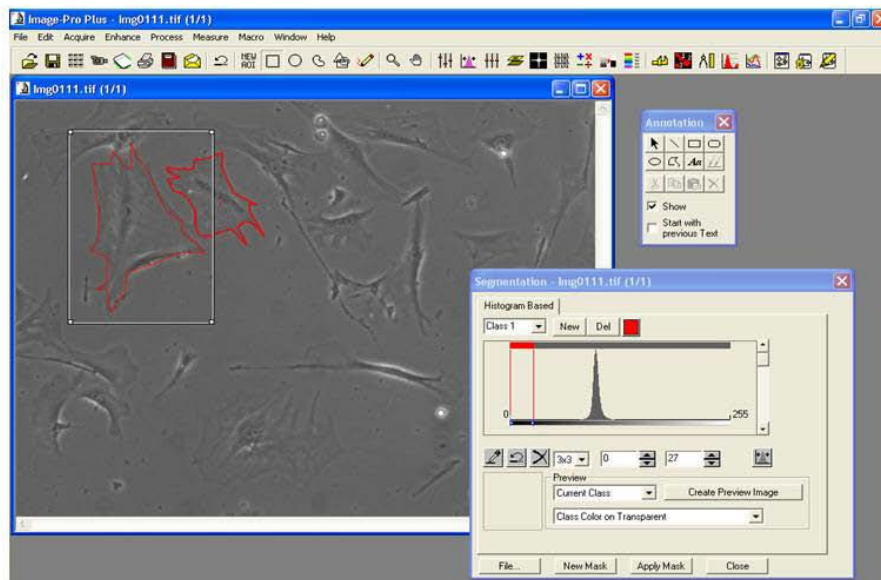 Image-Pro Plus - Img0111.tif (1/1)
File Edit Acquire Enhance Process Measure Macro Window Help
NEW AOI
Img0111.tif (1/1)
Annotation
Show
Start with
previous Text
Segmentation - Img0111.tif (1/1)
Histogram Based
Class 1 New Del
0 255
3x3 0 27
Preview
Current Class Create Preview Image
Class Color on Transparent
File... New Mask Apply Mask Close